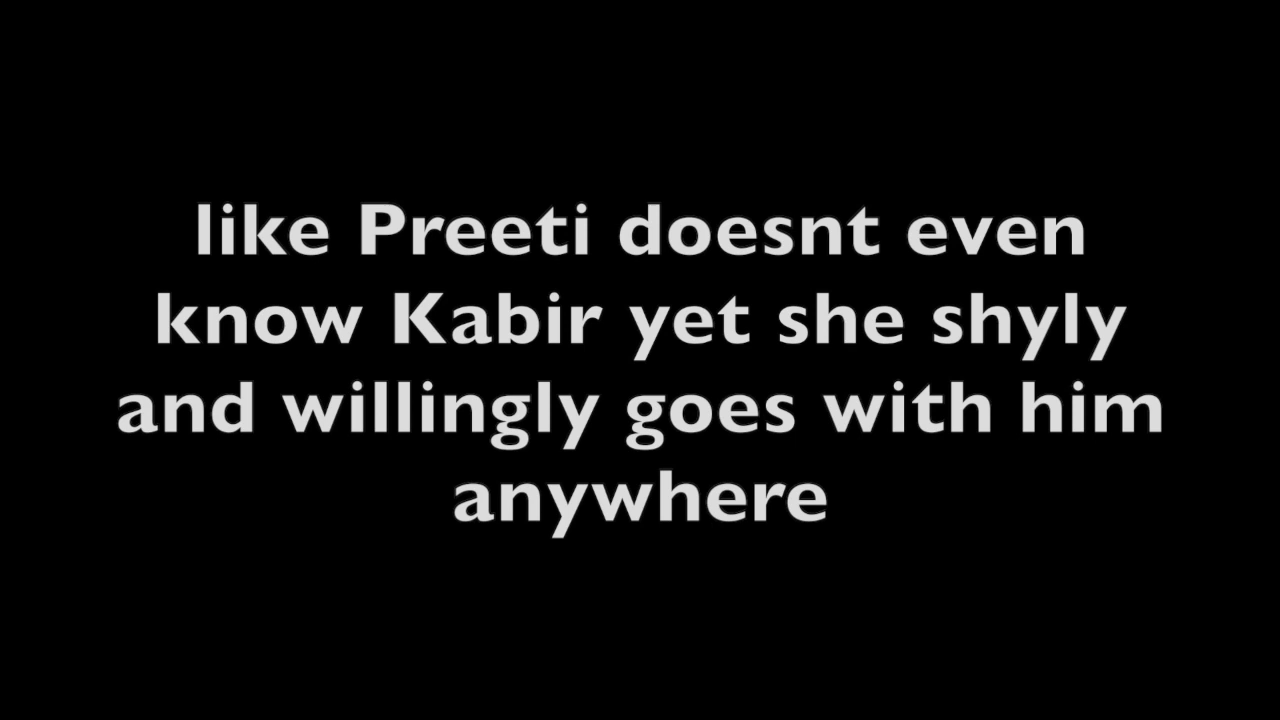 like Preeti doesnt even
know Kabir yet she shyly
and willingly goes with him
anywhere